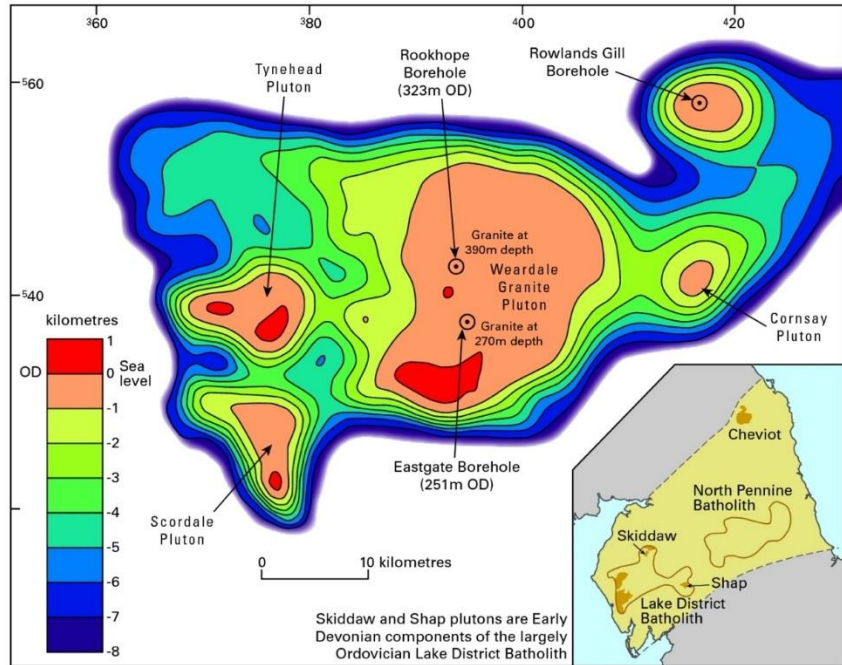 ³60
³80
⁴00
⁴20
⁵60
⁵40
Tynehead
Pluton
Rookhope
Borehole
(323m OD)
Rowlands Gill
Borehole
Granite at
390m depth
Weardale
Granite
Pluton
Granite at
270m depth
Cornsay
Pluton
Eastgate Borehole
(251m OD)
Scordale
Pluton
kilometres
OD
1
0
Sea
level
-1
-2
-3
-4
-5
-6
-7
-8
0
10 kilometres
Skiddaw and Shap plutons are Early
Devonian components of the largely
Ordovician Lake District Batholith
Cheviot
North Pennine
Batholith
Skiddaw
Shap
Lake District
Batholith